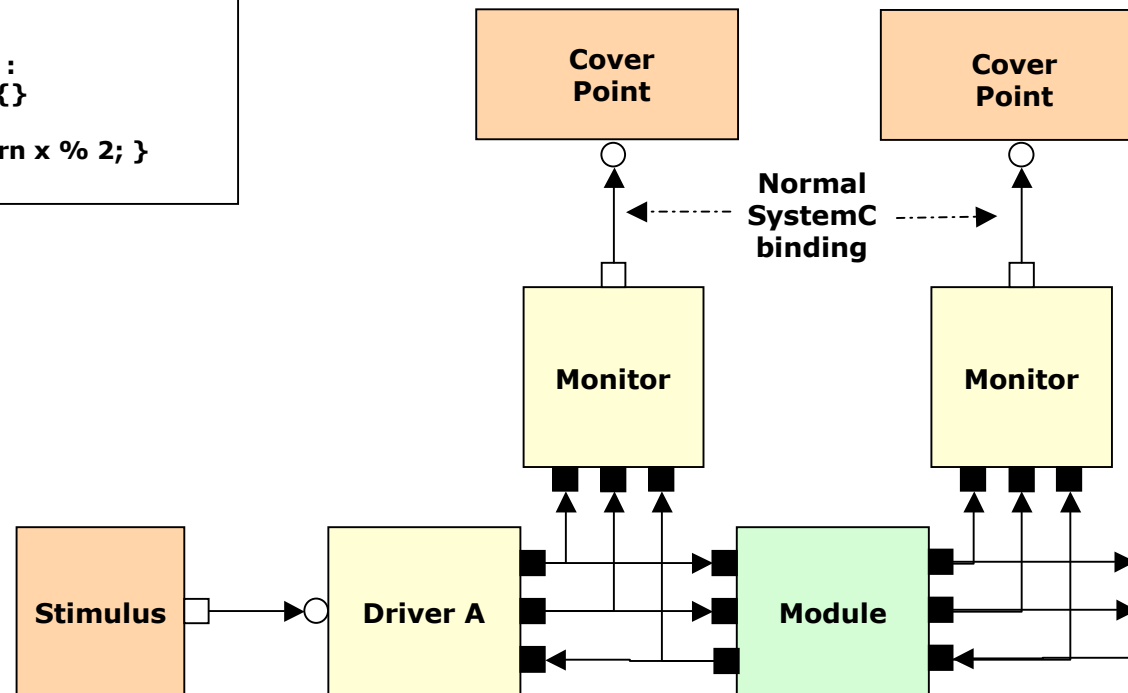 :
{}
rn x % 2; }
Cover
Point
Cover
Point
Normal
SystemC
binding
Monitor
Monitor
Stimulus
Driver A
Module